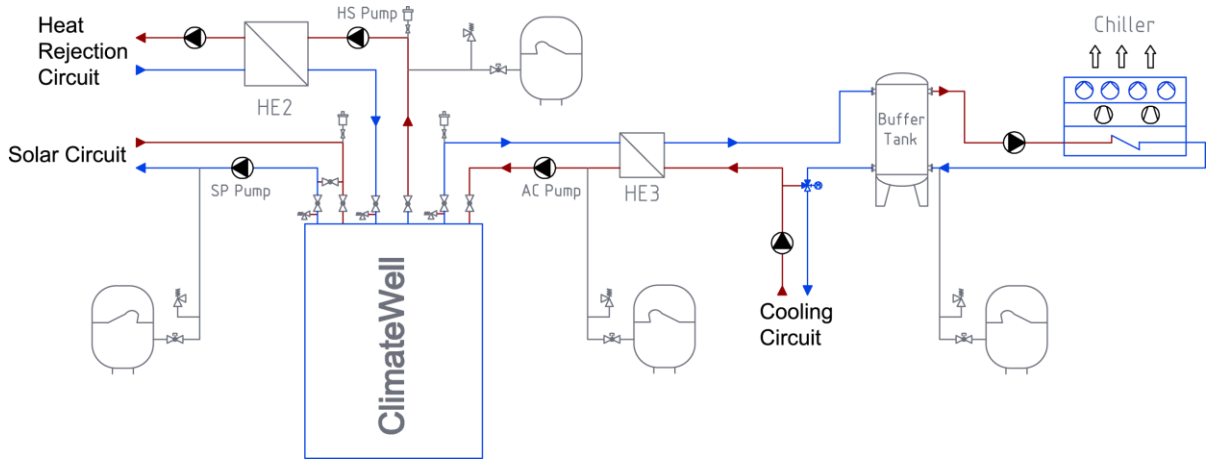 Heat
Rejection
Circuit
HS Pump
HE2
Chiller
Buffer
Tank
Solar Circuit
SP Pump
AC Pump
HE3
ClimateWell
Cooling
Circuit